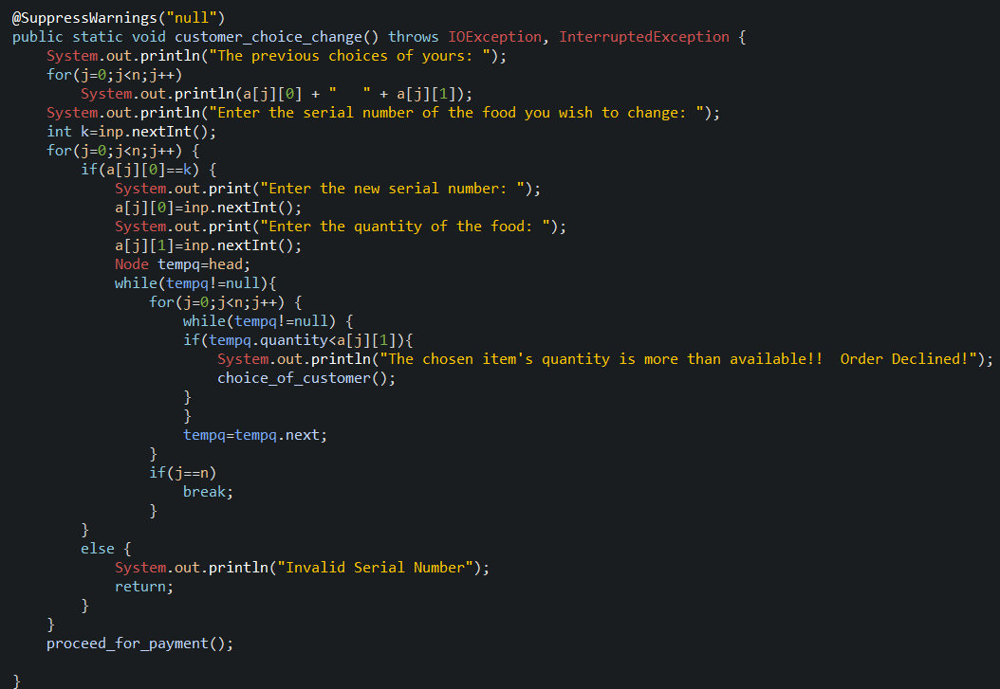 @SuppressWarnings("null")
public static void customer_choice_change() throws IOException, InterruptedException {
    System.out.println("The previous choices of yours: ");
    for(j=0;j<n;j++)
        System.out.println(a[j][0] + "   " + a[j][1]);
    System.out.println("Enter the serial number of the food you wish to change: ");
    int k=inp.nextInt();
    for(j=0;j<n;j++) {
        if(a[j][0]==k) {
            System.out.print("Enter the new serial number: ");
            a[j][0]=inp.nextInt();
            System.out.print("Enter the quantity of the food: ");
            a[j][1]=inp.nextInt();
            Node tempq=head;
            while(tempq!=null){
                for(j=0;j<n;j++) {
                    while(tempq!=null) {
                    if(tempq.quantity<a[j][1]){
                        System.out.println("The chosen item's quantity is more than available!!  Order Declined!");
                        choice_of_customer();
                    }
                    }
                    tempq=tempq.next;
                }
                if(j==n)
                    break;
                }
        }
        else {
            System.out.println("Invalid Serial Number");
            return;
        }
    }
    proceed_for_payment();

}